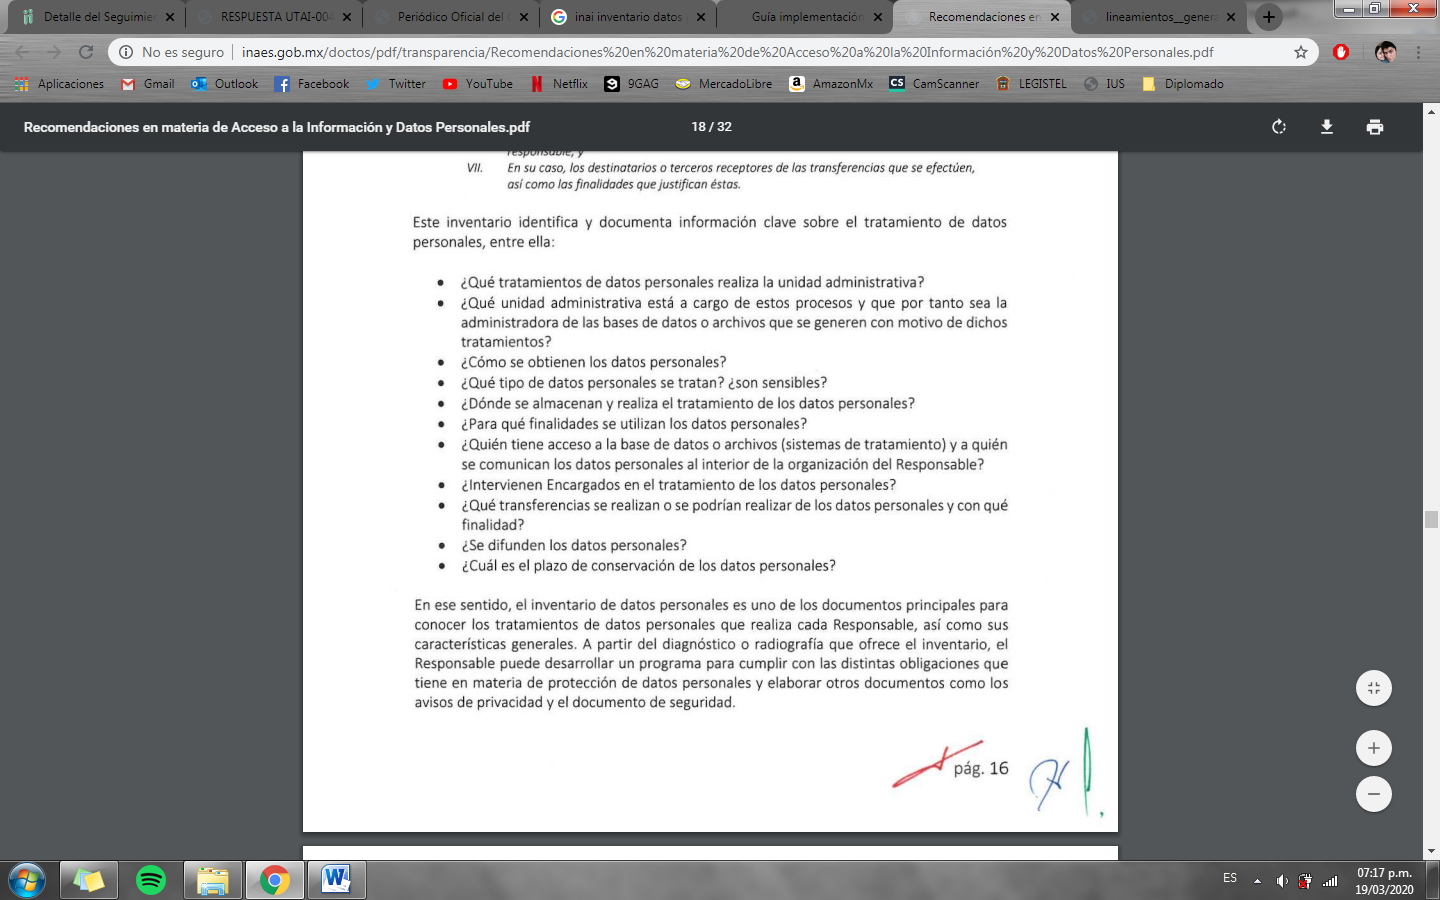 Detalle del Seguimie
RESPUESTA UTAI-00
Periódico Oficial del
inai inventario datos
Guía implementación
Recomendaciones en
lineamientos__genera
No es seguro
inaes.gob.mx/doctos/pdf/transparencia/Recomendaciones%20en%20materia%20de%20Acceso%20a%20la%20Información%20y%20Datos%20Personales.pdf
Aplicaciones
Gmail
Outlook
Facebook
Twitter
YouTube
Netflix
9GAG
MercadoLibre
AmazonMx
CamScanner
LEGISTEL
IUS
Diplomado
Recomendaciones en materia de Acceso a la Información y Datos Personales.pdf
18 / 32
responsable, y
VII. En su caso, los destinatarios o terceros receptores de las transferencias que se efectúen,
así como las finalidades que justifican éstas.
Este inventario identifica y documenta información clave sobre el tratamiento de datos
personales, entre ella:
• ¿Qué tratamientos de datos personales realiza la unidad administrativa?
• ¿Qué unidad administrativa está a cargo de estos procesos y que por tanto sea la
administradora de las bases de datos o archivos que se generen con motivo de dichos
tratamientos?
• ¿Cómo se obtienen los datos personales?
• ¿Qué tipo de datos personales se tratan? ¿son sensibles?
• ¿Dónde se almacenan y realiza el tratamiento de los datos personales?
• ¿Para qué finalidades se utilizan los datos personales?
• ¿Quién tiene acceso a la base de datos o archivos (sistemas de tratamiento) y a quién
se comunican los datos personales al interior de la organización del Responsable?
• ¿Intervienen Encargados en el tratamiento de los datos personales?
• ¿Qué transferencias se realizan o se podrían realizar de los datos personales y con qué
finalidad?
• ¿Se difunden los datos personales?
• ¿Cuál es el plazo de conservación de los datos personales?
En ese sentido, el inventario de datos personales es uno de los documentos principales para
conocer los tratamientos de datos personales que realiza cada Responsable, así como sus
características generales. A partir del diagnóstico o radiografía que ofrece el inventario, el
Responsable puede desarrollar un programa para cumplir con las distintas obligaciones que
tiene en materia de protección de datos personales y elaborar otros documentos como los
avisos de privacidad y el documento de seguridad.
pág. 16
ES
07:17 p.m.
19/03/2020